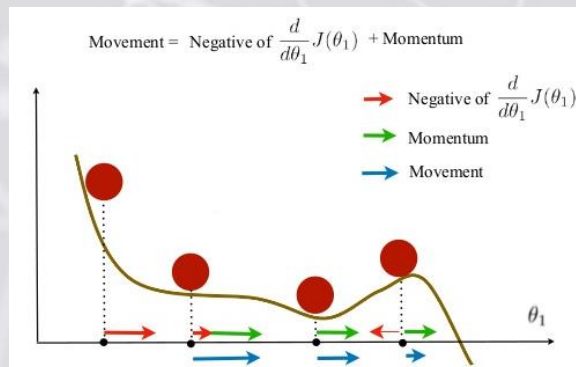 Movement = Negative of d/dθ₁ J(θ₁) + Momentum
Negative of d/dθ₁ J(θ₁)
Momentum
Movement
θ₁